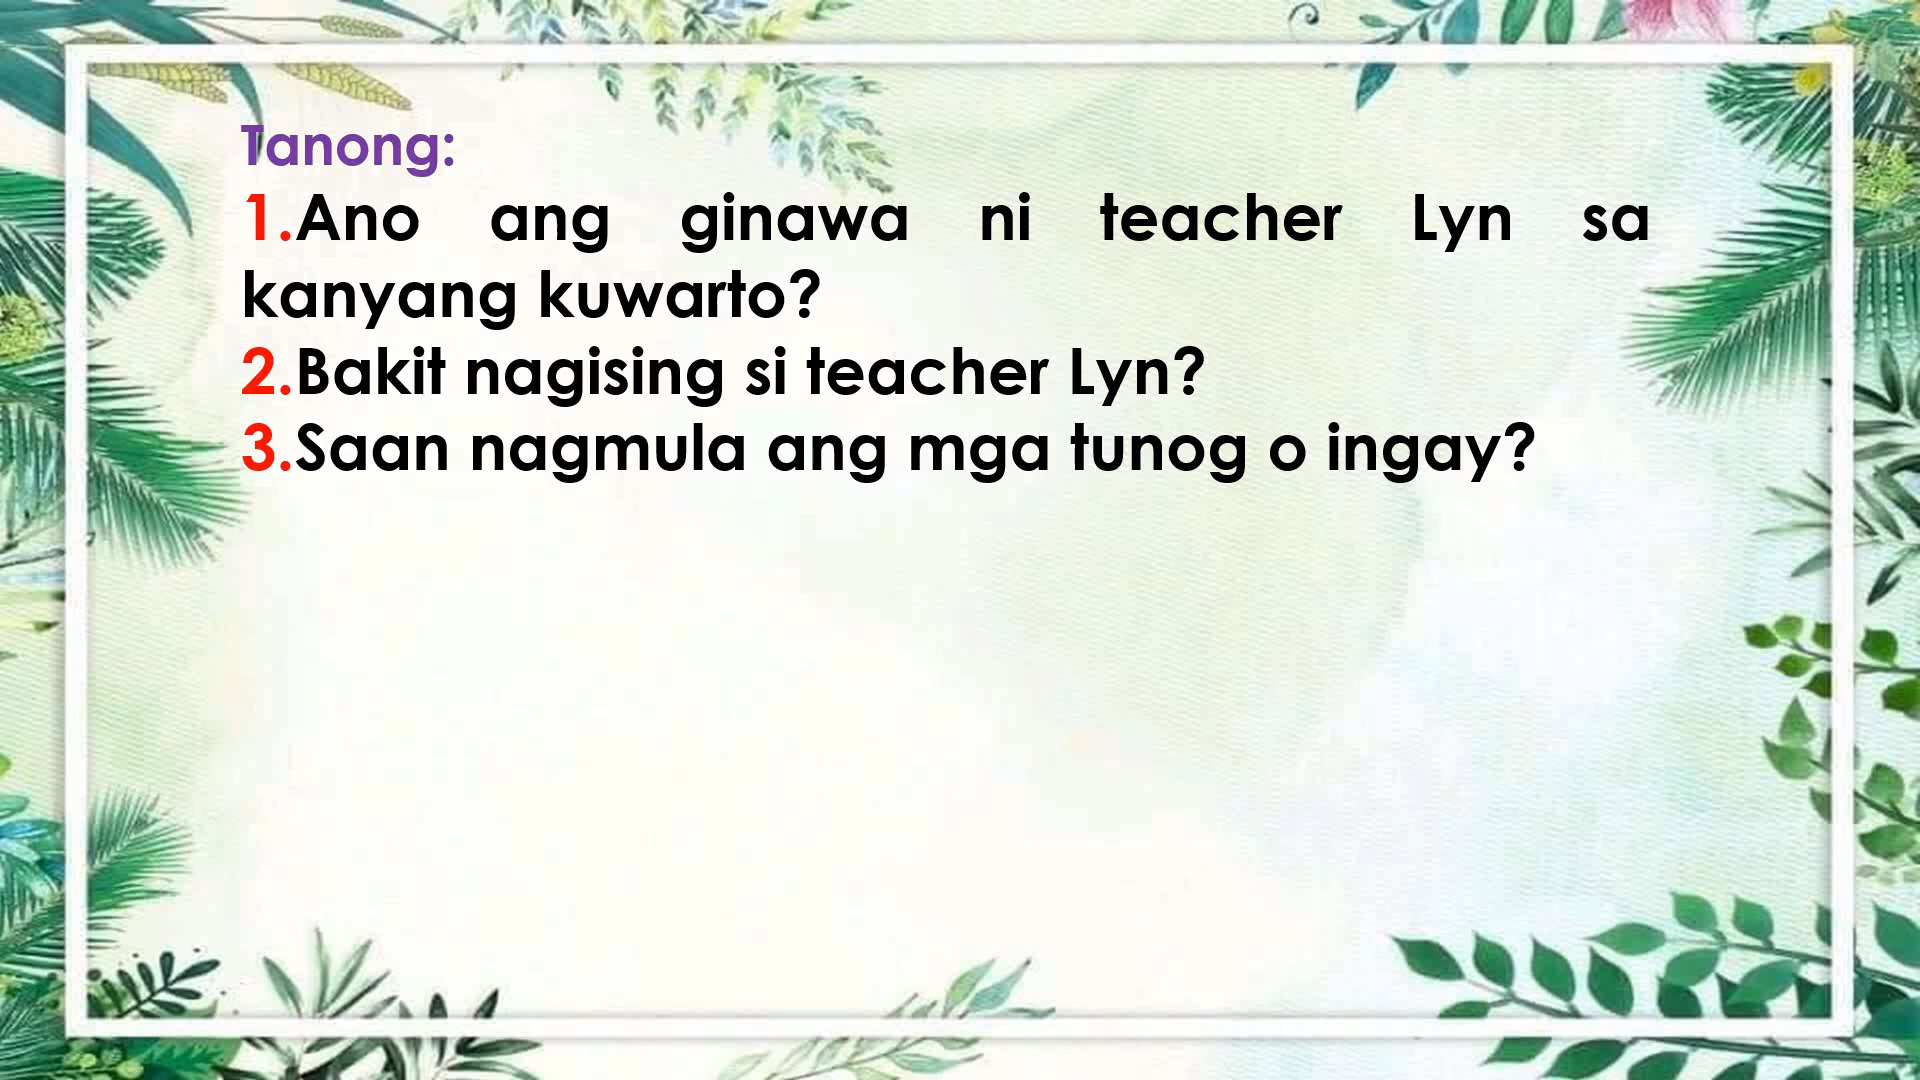 Tanong:
1.Ano ang ginawa ni teacher Lyn sa
kanyang kuwarto?
2.Bakit nagising si teacher Lyn?
3.Saan nagmula ang mga tunog o ingay?